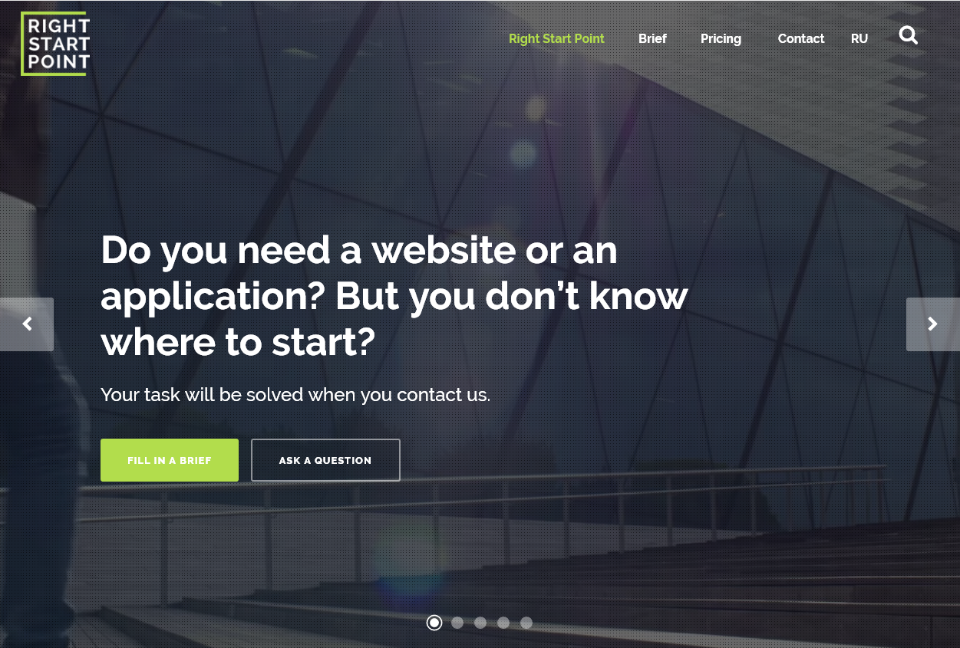 RIGHT
START
POINT
Right Start Point Brief Pricing Contact RU
Do you need a website or an
application? But you don’t know
where to start?
Your task will be solved when you contact us.
FILL IN A BRIEF ASK A QUESTION